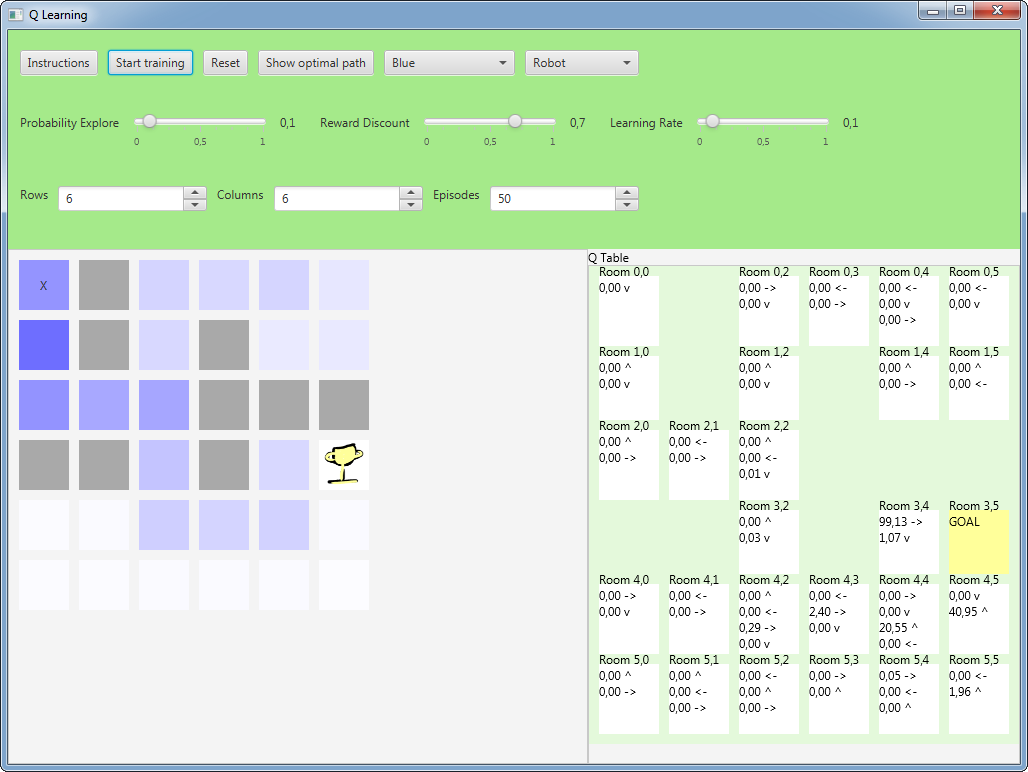 Q Learning
Instructions Start training Reset Show optimal path Blue Robot
Probability Explore 0,1 Reward Discount 0,7 Learning Rate 0,1
0 0,5 1 0 0,5 1 0 0,5 1
Rows 6 Columns 6 Episodes 50
X
Q Table
Room 0,0 Room 0,2 Room 0,3 Room 0,4 Room 0,5
0,00 v 0,00 -> 0,00 <- 0,00 <- 0,00 <-
0,00 v 0,00 -> 0,00 v 0,00 v
0,00 ->
Room 1,0 Room 1,2 Room 1,4 Room 1,5
0,00 ^ 0,00 ^ 0,00 ^ 0,00 ^
0,00 v 0,00 v 0,00 -> 0,00 <-
Room 2,0 Room 2,1 Room 2,2
0,00 ^ 0,00 <- 0,00 ^
0,00 -> 0,00 -> 0,00 <-
0,01 v
Room 3,2 Room 3,4 Room 3,5
0,00 ^ 99,13 -> GOAL
0,03 v 1,07 v
Room 4,0 Room 4,1 Room 4,2 Room 4,3 Room 4,4 Room 4,5
0,00 -> 0,00 <- 0,00 ^ 0,00 <- 0,00 -> 0,00 v
0,00 v 0,00 -> 0,00 <- 2,40 -> 0,00 v 40,95 ^
0,29 -> 0,00 v 20,55 ^
0,00 v 0,00 <-
Room 5,0 Room 5,1 Room 5,2 Room 5,3 Room 5,4 Room 5,5
0,00 ^ 0,00 ^ 0,00 <- 0,00 -> 0,05 -> 0,00 <-
0,00 -> 0,00 <- 0,00 ^ 0,00 ^ 0,00 <- 1,96 ^
0,00 -> 0,00 -> 0,00 ^